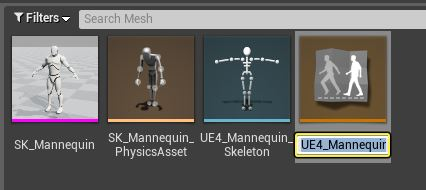 Filters
Search Mesh
SK_Mannequin
SK_Mannequin_
PhysicsAsset
UE4_Mannequin_
Skeleton
UE4_Mannequin